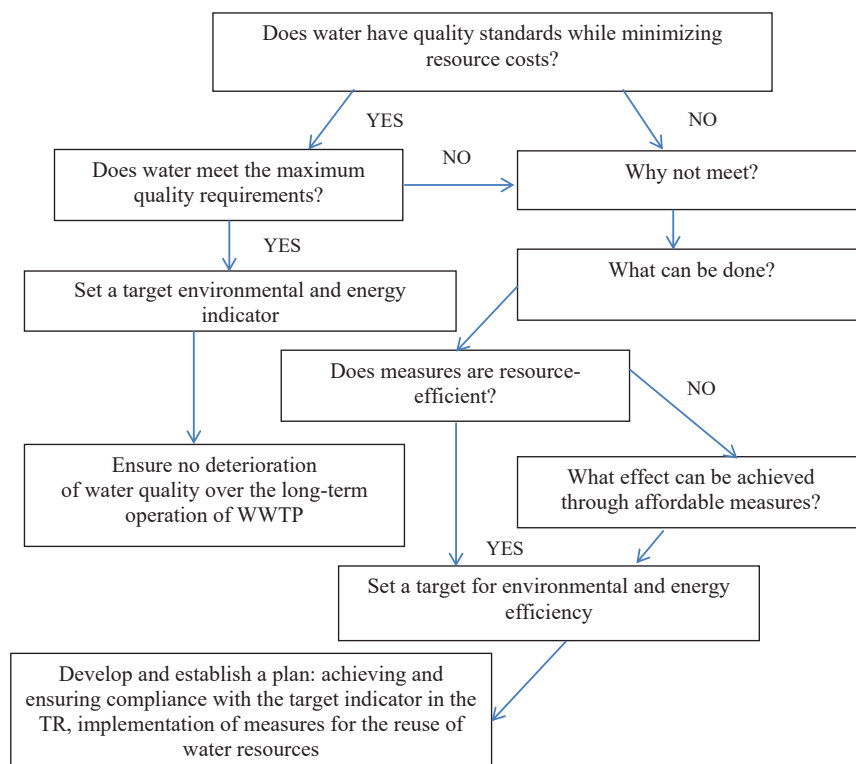 Does water have quality standards while minimizing
resource costs?
YES
NO
Does water meet the maximum
quality requirements?
NO
Why not meet?
YES
What can be done?
Set a target environmental and energy
indicator
Does measures are resource-
efficient?
NO
Ensure no deterioration
of water quality over the long-term
operation of WWTP
What effect can be achieved
through affordable measures?
YES
Set a target for environmental and energy
efficiency
Develop and establish a plan: achieving and
ensuring compliance with the target indicator in the
TR, implementation of measures for the reuse of
water resources